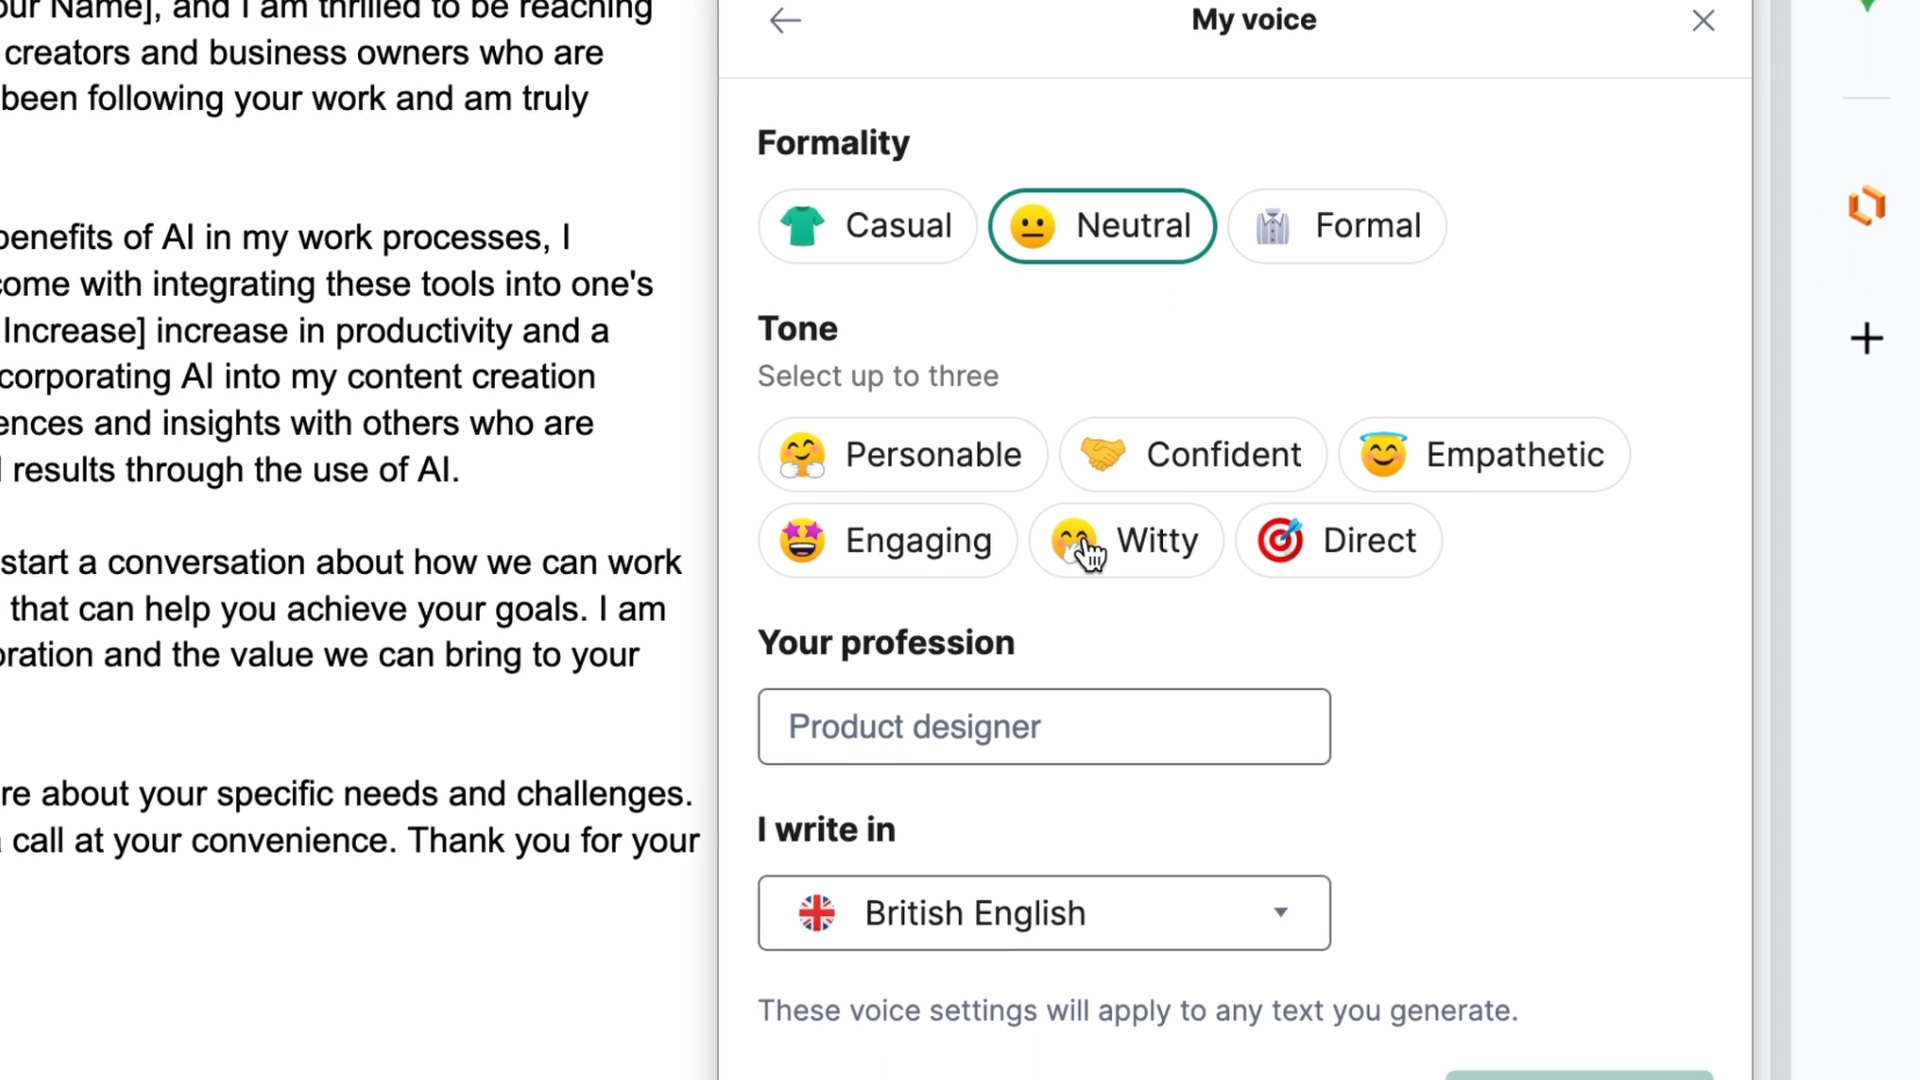 our Name], and I am thrilled to be reaching
creators and business owners who are
been following your work and am truly
benefits of AI in my work processes, I
come with integrating these tools into one's
Increase] increase in productivity and a
corporating AI into my content creation
ences and insights with others who are
results through the use of AI.
start a conversation about how we can work
that can help you achieve your goals. I am
oration and the value we can bring to your
re about your specific needs and challenges.
call at your convenience. Thank you for your
My voice
Formality
Casual Neutral Formal
Tone
Select up to three
Personable Confident Empathetic
Engaging Witty Direct
Your profession
Product designer
I write in
British English
These voice settings will apply to any text you generate.